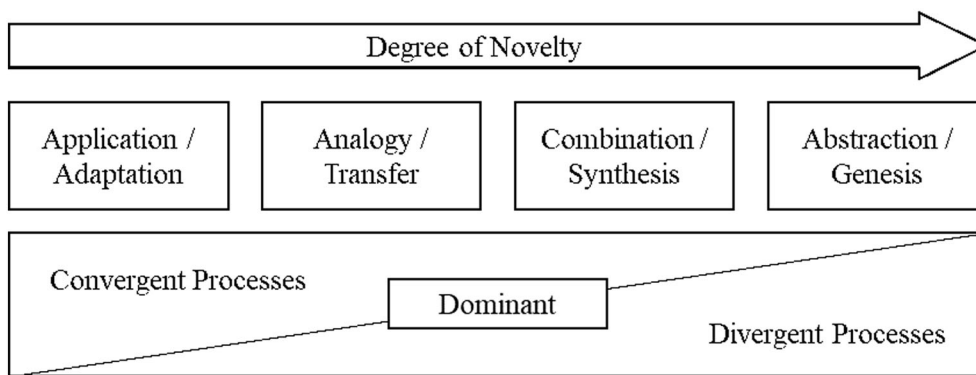 Degree of Novelty
Application /
Adaptation
Analogy /
Transfer
Combination /
Synthesis
Abstraction /
Genesis
Convergent Processes
Dominant
Divergent Processes